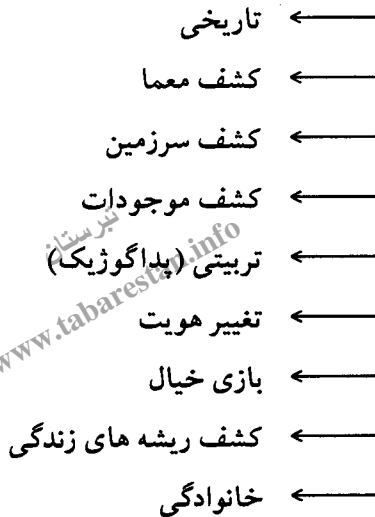 تاریخی
کشف معما
کشف سرزمین
کشف موجودات
تربیتی (پداگوژیک)
تغییر هویت
بازی خیال
کشف ریشه های زندگی
خانوادگی
تبرستان
www.tabarestan.info